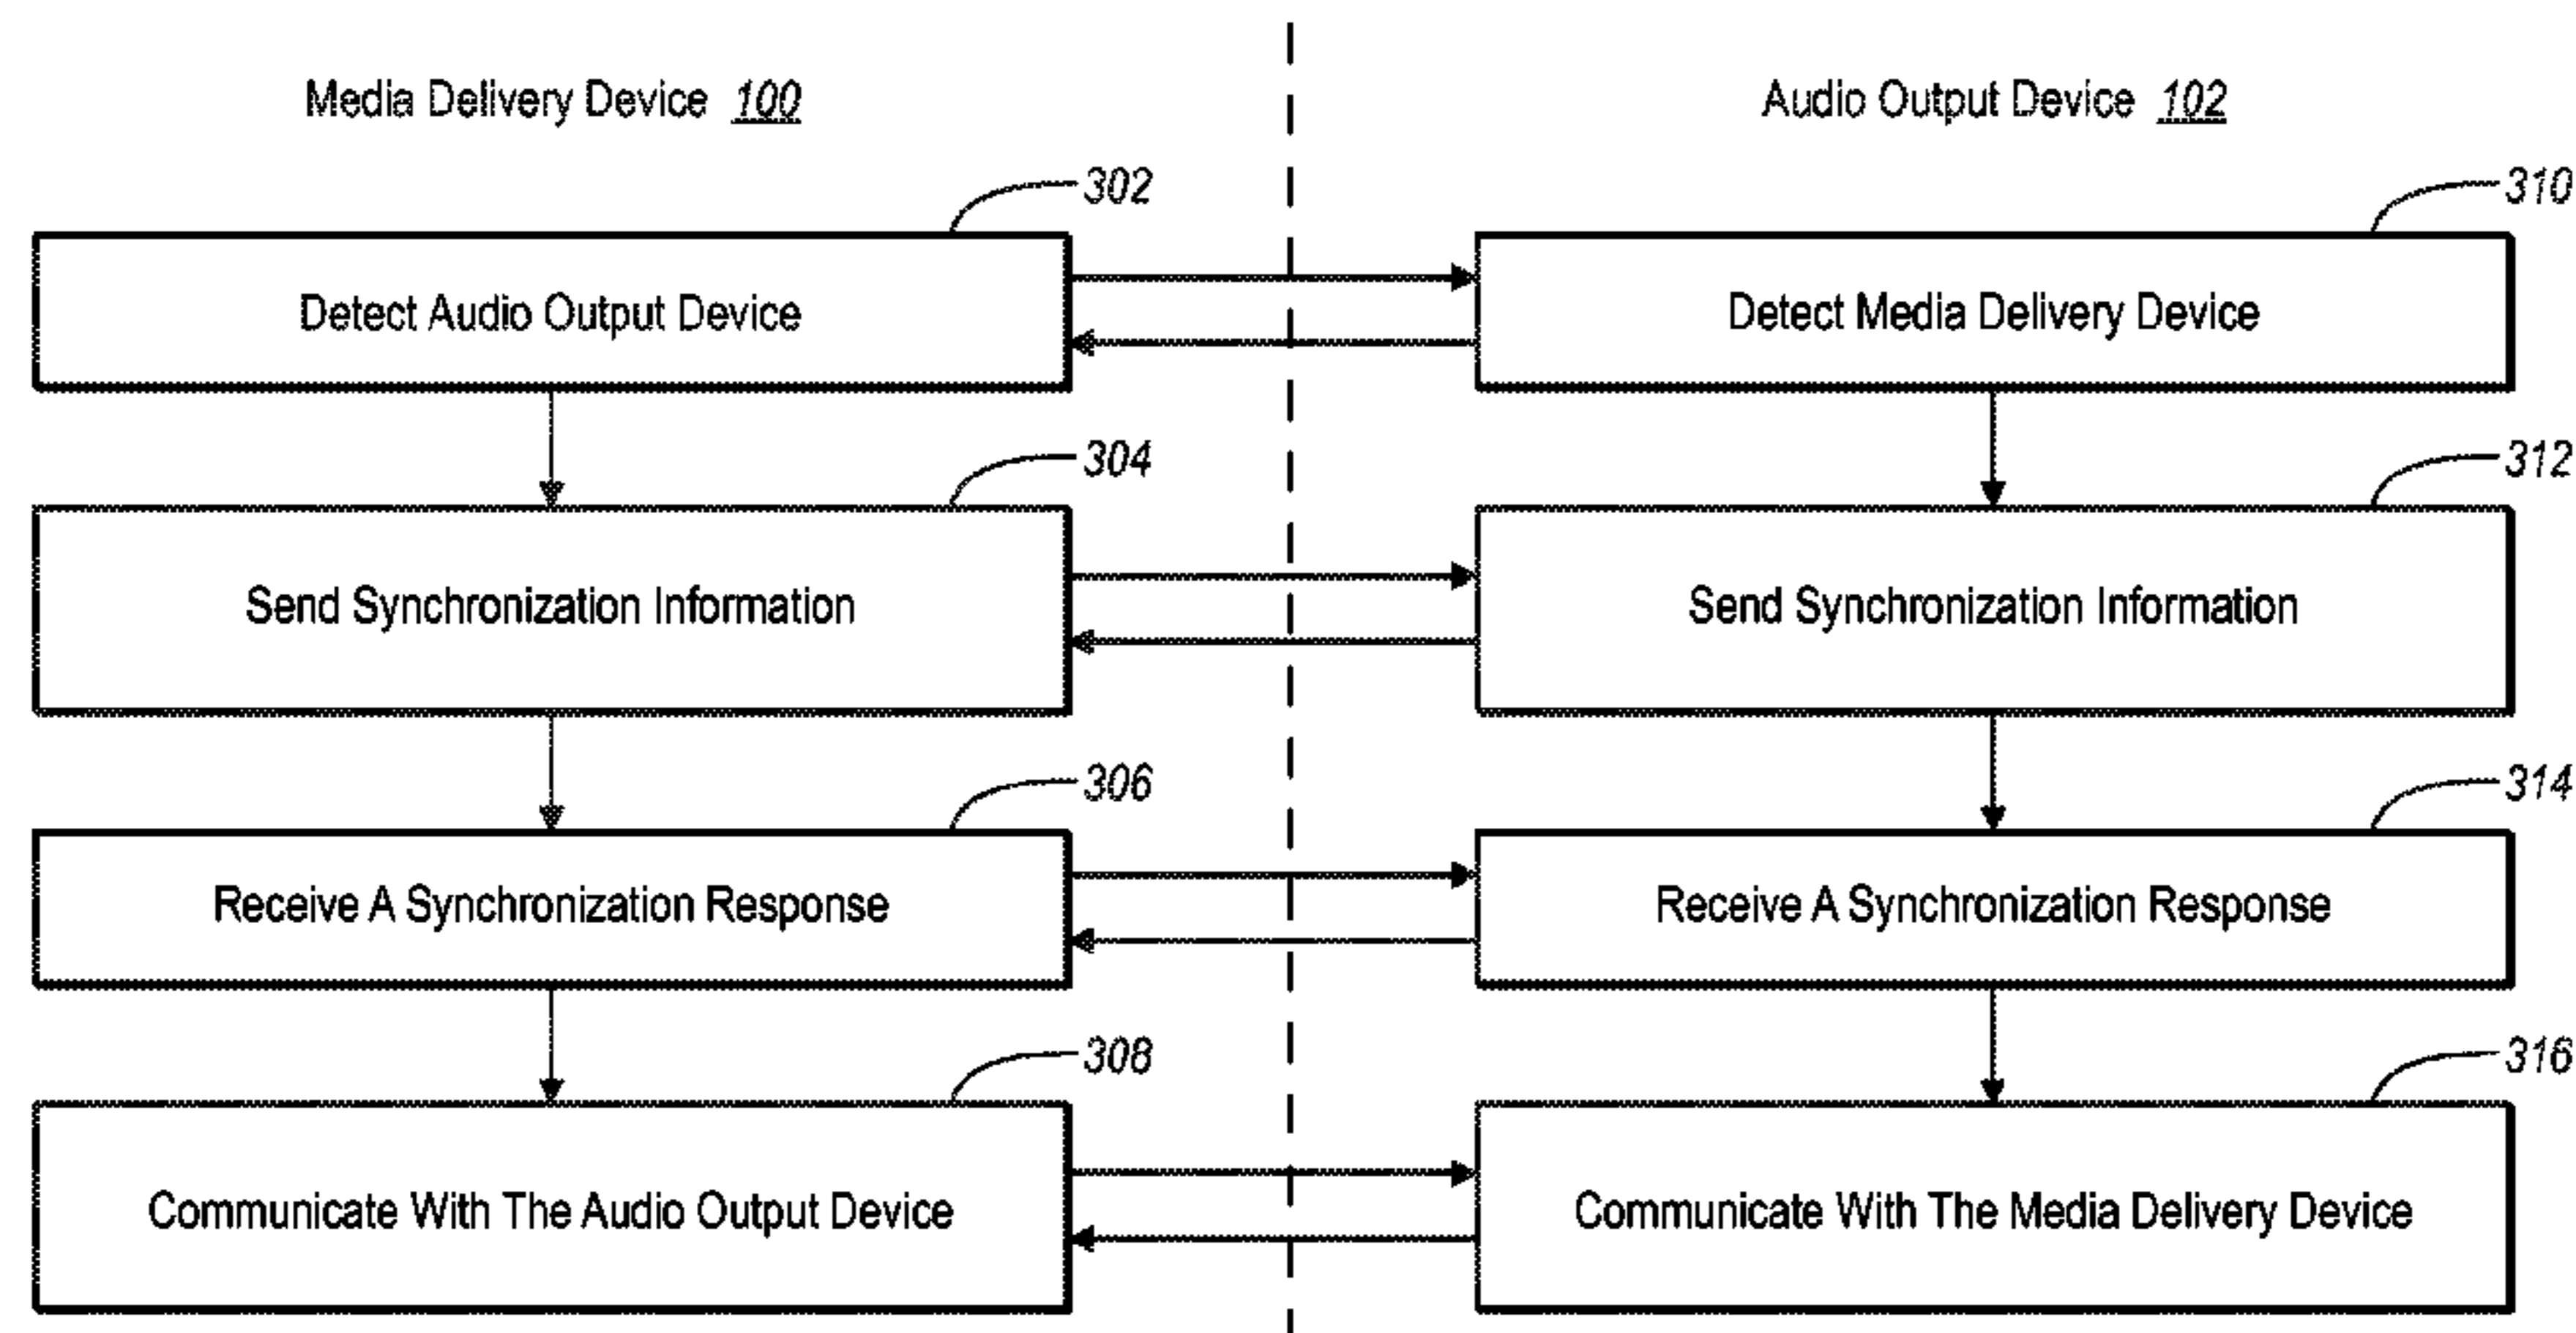 Media Delivery Device 100
Audio Output Device 102
302
310
Detect Audio Output Device
Detect Media Delivery Device
304
312
Send Synchronization Information
Send Synchronization Information
306
314
Receive A Synchronization Response
Receive A Synchronization Response
308
316
Communicate With The Audio Output Device
Communicate With The Media Delivery Device